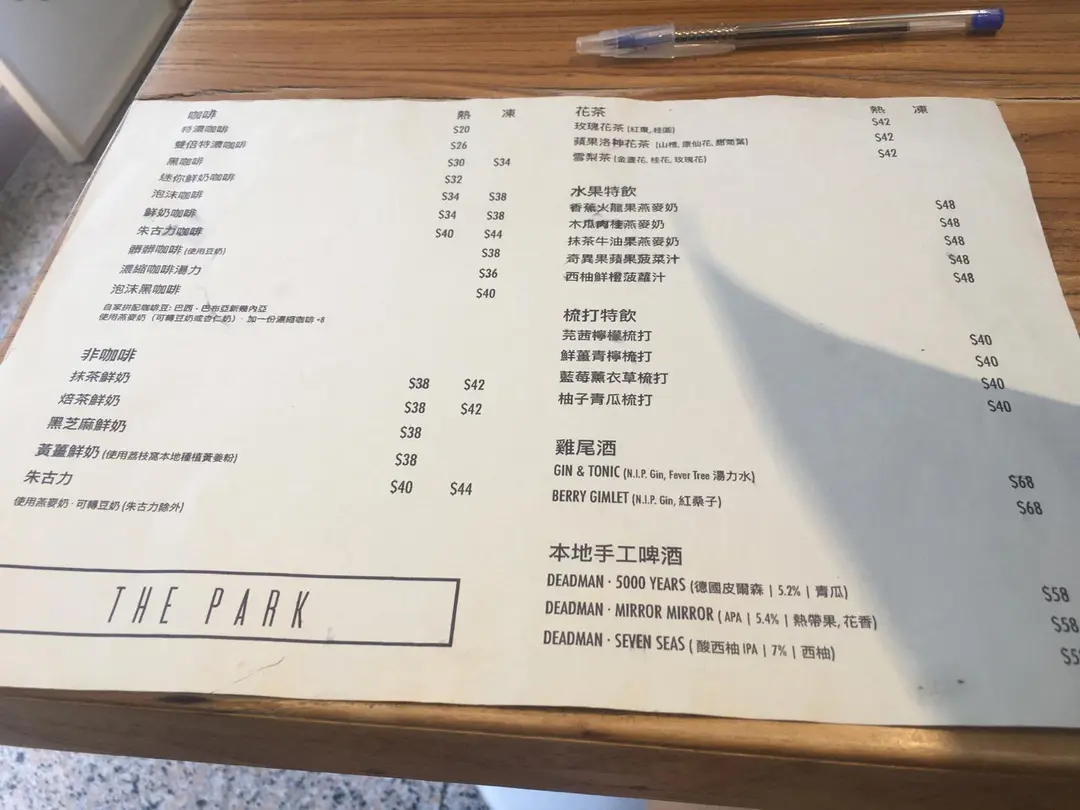 咖啡 熱 凍
特濃咖啡 $20
雙倍特濃咖啡 $26
黑咖啡 $30 $34
迷你鮮奶咖啡 $32
泡沫咖啡 $34 $38
鮮奶咖啡 $34 $38
朱古力咖啡 $40 $44
髒髒咖啡 (使用豆奶) $38
濃縮咖啡湯力 $36
泡沫黑咖啡 $40
自家拼配咖啡豆: 巴西 · 巴布亞新幾內亞
使用燕麥奶 (可轉豆奶或杏仁奶) · 加一份濃縮咖啡 +8
非咖啡
抹茶鮮奶 $38 $42
焙茶鮮奶 $38 $42
黑芝麻鮮奶 $38
黃薑鮮奶 (使用荔枝窩本地種植黃姜粉) $38
朱古力 $40 $44
使用燕麥奶 · 可轉豆奶 (朱古力除外)
THE PARK
花茶 熱 凍
玫瑰花茶 (紅棗, 桂圓) $42
蘋果洛神花茶 (山楂, 康仙花, 甜菊葉) $42
雪梨茶 (金盞花, 桂花, 玫瑰花) $42
水果特飲
香蕉火龍果燕麥奶 $48
木瓜肉桂燕麥奶 $48
抹茶牛油果燕麥奶 $48
奇異果蘋果菠菜汁 $48
西柚鮮橙菠蘿汁 $48
梳打特飲
芫茜檸檬梳打 $40
鮮薑青檸梳打 $40
藍莓薰衣草梳打 $40
柚子青瓜梳打 $40
雞尾酒
GIN & TONIC (N.I.P. Gin, Fever Tree 湯力水) $68
BERRY GIMLET (N.I.P. Gin, 紅桑子) $68
本地手工啤酒
DEADMAN · 5000 YEARS (德國皮爾森 | 5.2% | 青瓜) $58
DEADMAN · MIRROR MIRROR ( APA | 5.4% | 熱帶果, 花香) $58
DEADMAN · SEVEN SEAS ( 酸西柚 IPA | 7% | 西柚)